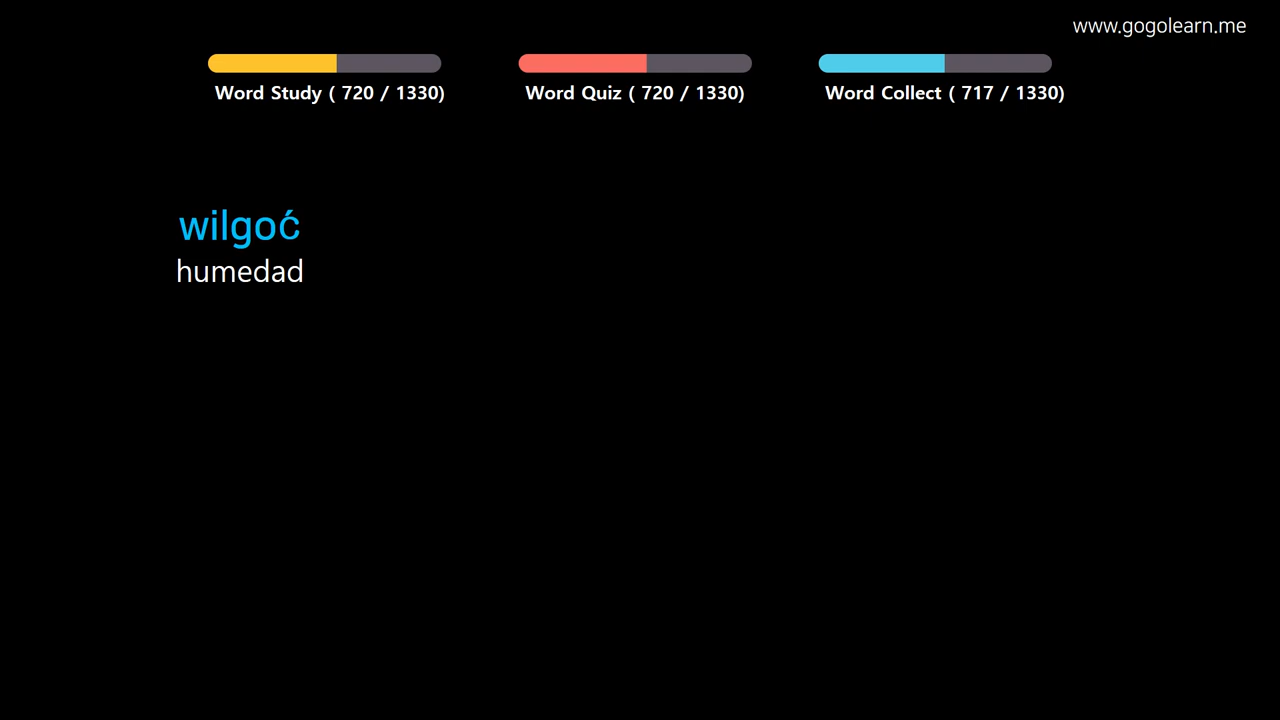 www.gogolearn.me
Word Study ( 720 / 1330)
Word Quiz ( 720 / 1330)
Word Collect ( 717 / 1330)
wilgoć
humedad